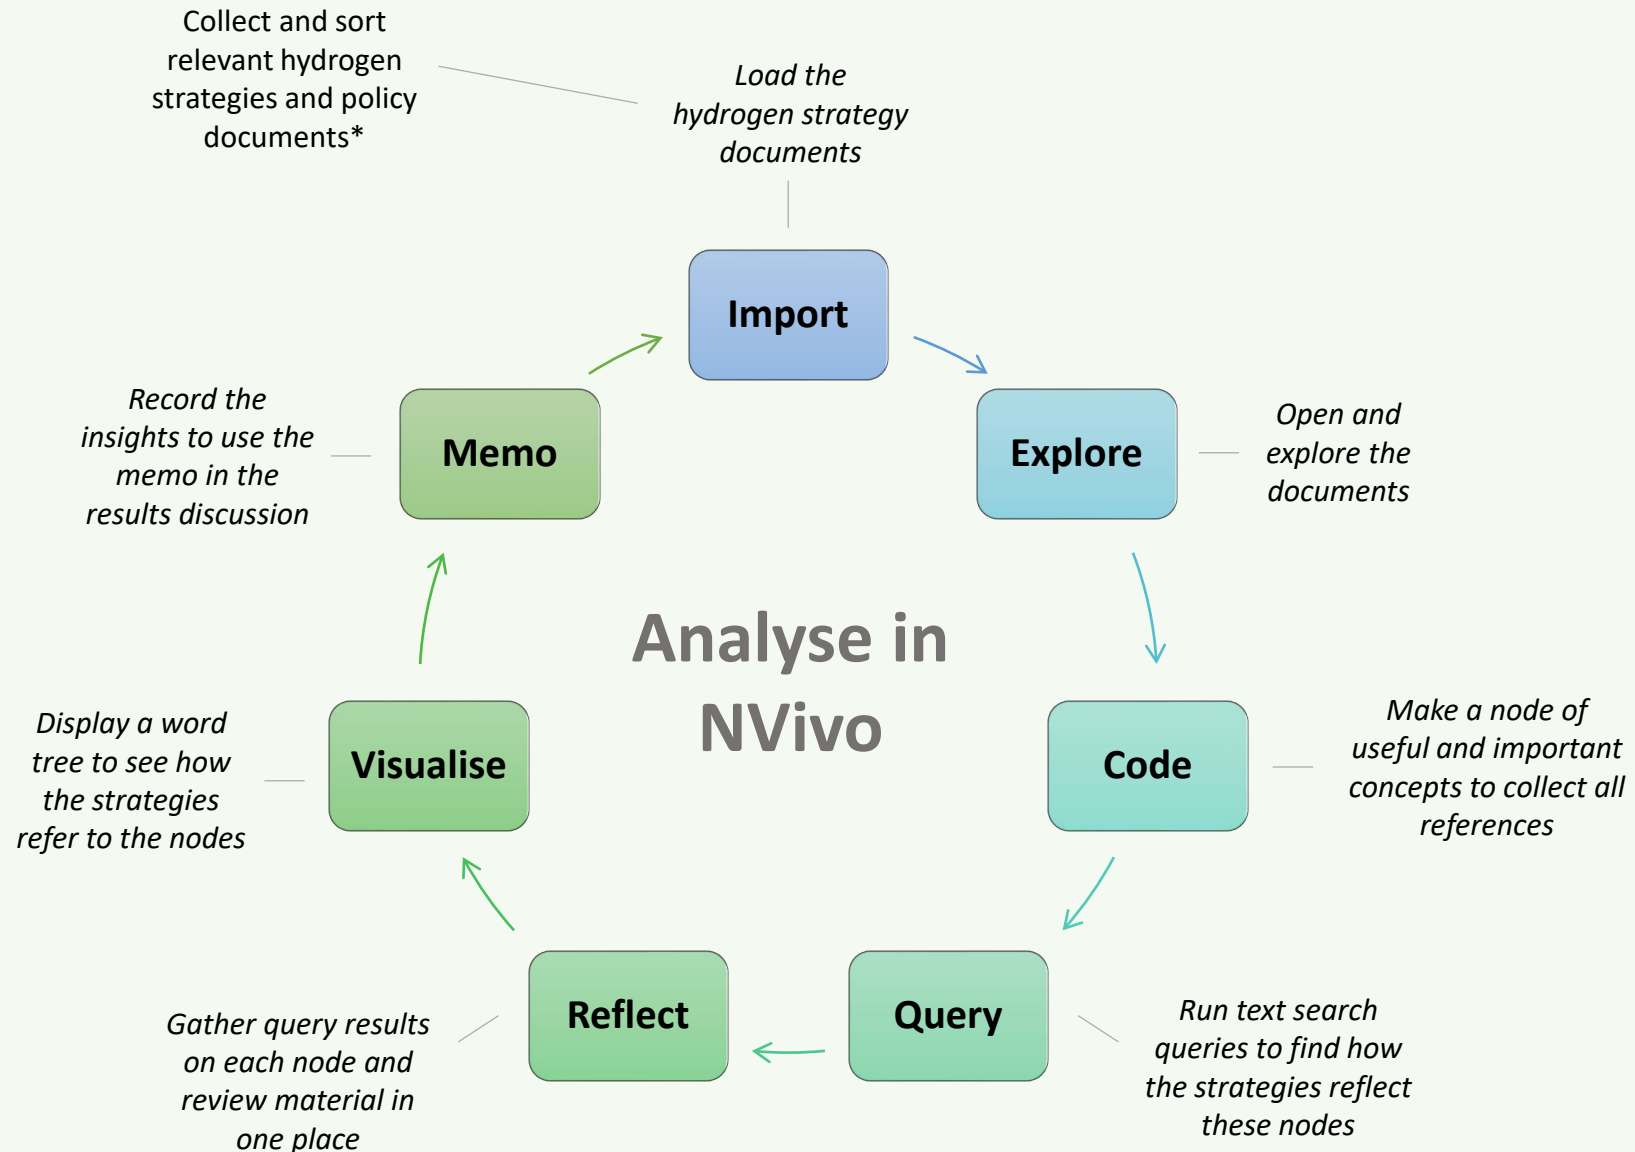 Collect and sort
relevant hydrogen
strategies and policy
documents*
Load the
hydrogen strategy
documents
Import
Explore
Open and
explore the
documents
Code
Make a node of
useful and important
concepts to collect all
references
Query
Run text search
queries to find how
the strategies reflect
these nodes
Reflect
Gather query results
on each node and
review material in
one place
Visualise
Display a word
tree to see how
the strategies
refer to the nodes
Memo
Record the
insights to use the
memo in the
results discussion
Analyse in
NVivo